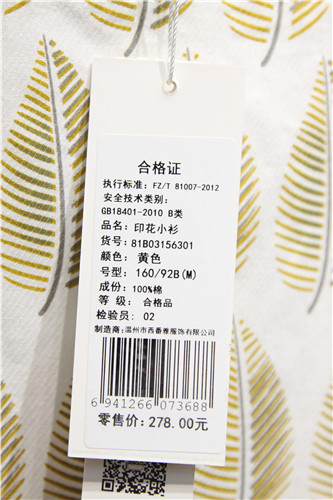 合格证
执行标准: FZ/T 81007-2012
安全技术类别:
GB18401-2010 B类
品名: 印花小衫
货号: 81B03156301
颜色: 黄色
号型: 160/92B(M)
成份: 100%棉
等 级: 合格品
检验员: 02
制造商:温州市西番雅服饰有限公司
6 941266 073688
零售价: 278.00元